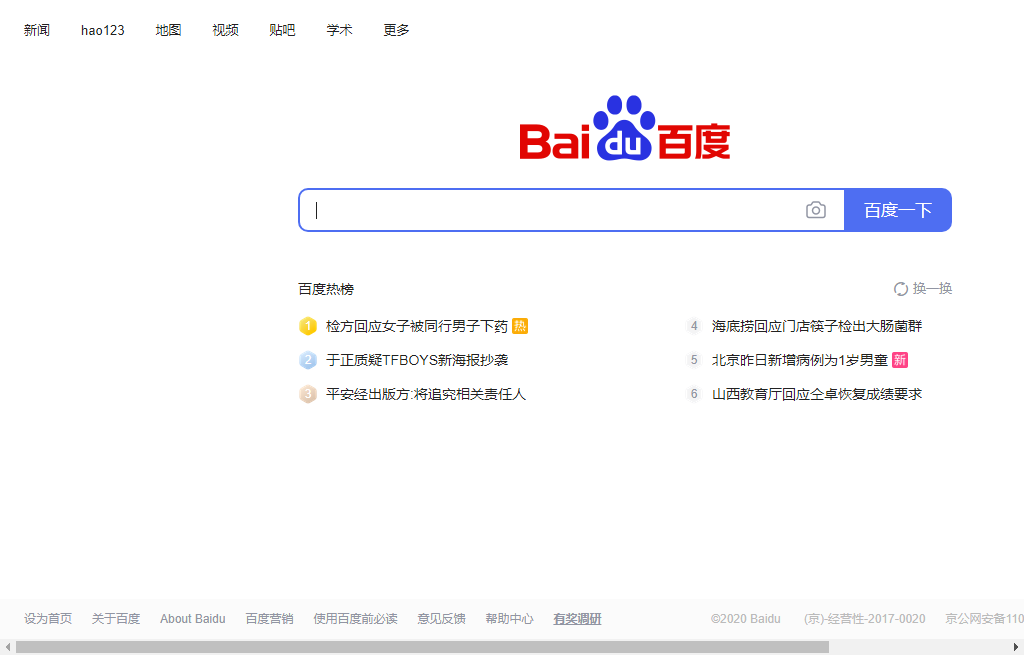 新闻 hao123 地图 视频 贴吧 学术 更多
Bai du 百度
百度一下
百度热榜 换一换
1 检方回应女子被同行男子下药 热
2 于正质疑TFBOYS新海报抄袭
3 平安经出版方:将追究相关责任人
4 海底捞回应门店筷子检出大肠菌群
5 北京昨日新增病例为1岁男童 新
6 山西教育厅回应仝卓恢复成绩要求
设为首页 关于百度 About Baidu 百度营销 使用百度前必读 意见反馈 帮助中心 有奖调研 ©2020 Baidu (京)-经营性-2017-0020 京公网安备110